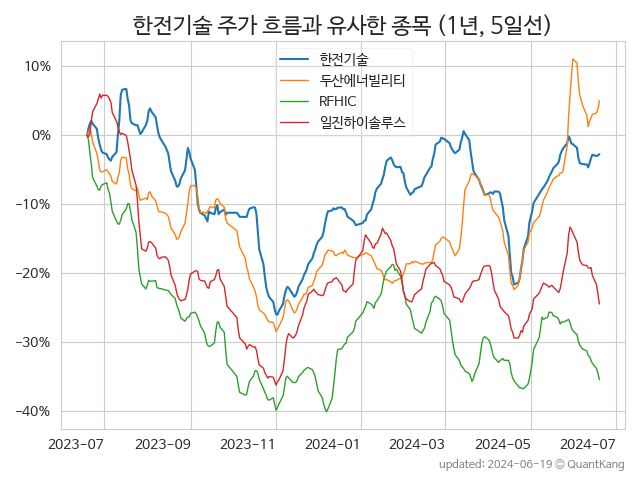 한전기술 주가 흐름과 유사한 종목 (1년, 5일선)
한전기술
두산에너빌리티
RFHIC
일진하이솔루스
10%
0%
−10%
−20%
−30%
−40%
2023-07 2023-09 2023-11 2024-01 2024-03 2024-05 2024-07
updated: 2024-06-19 © QuantKang